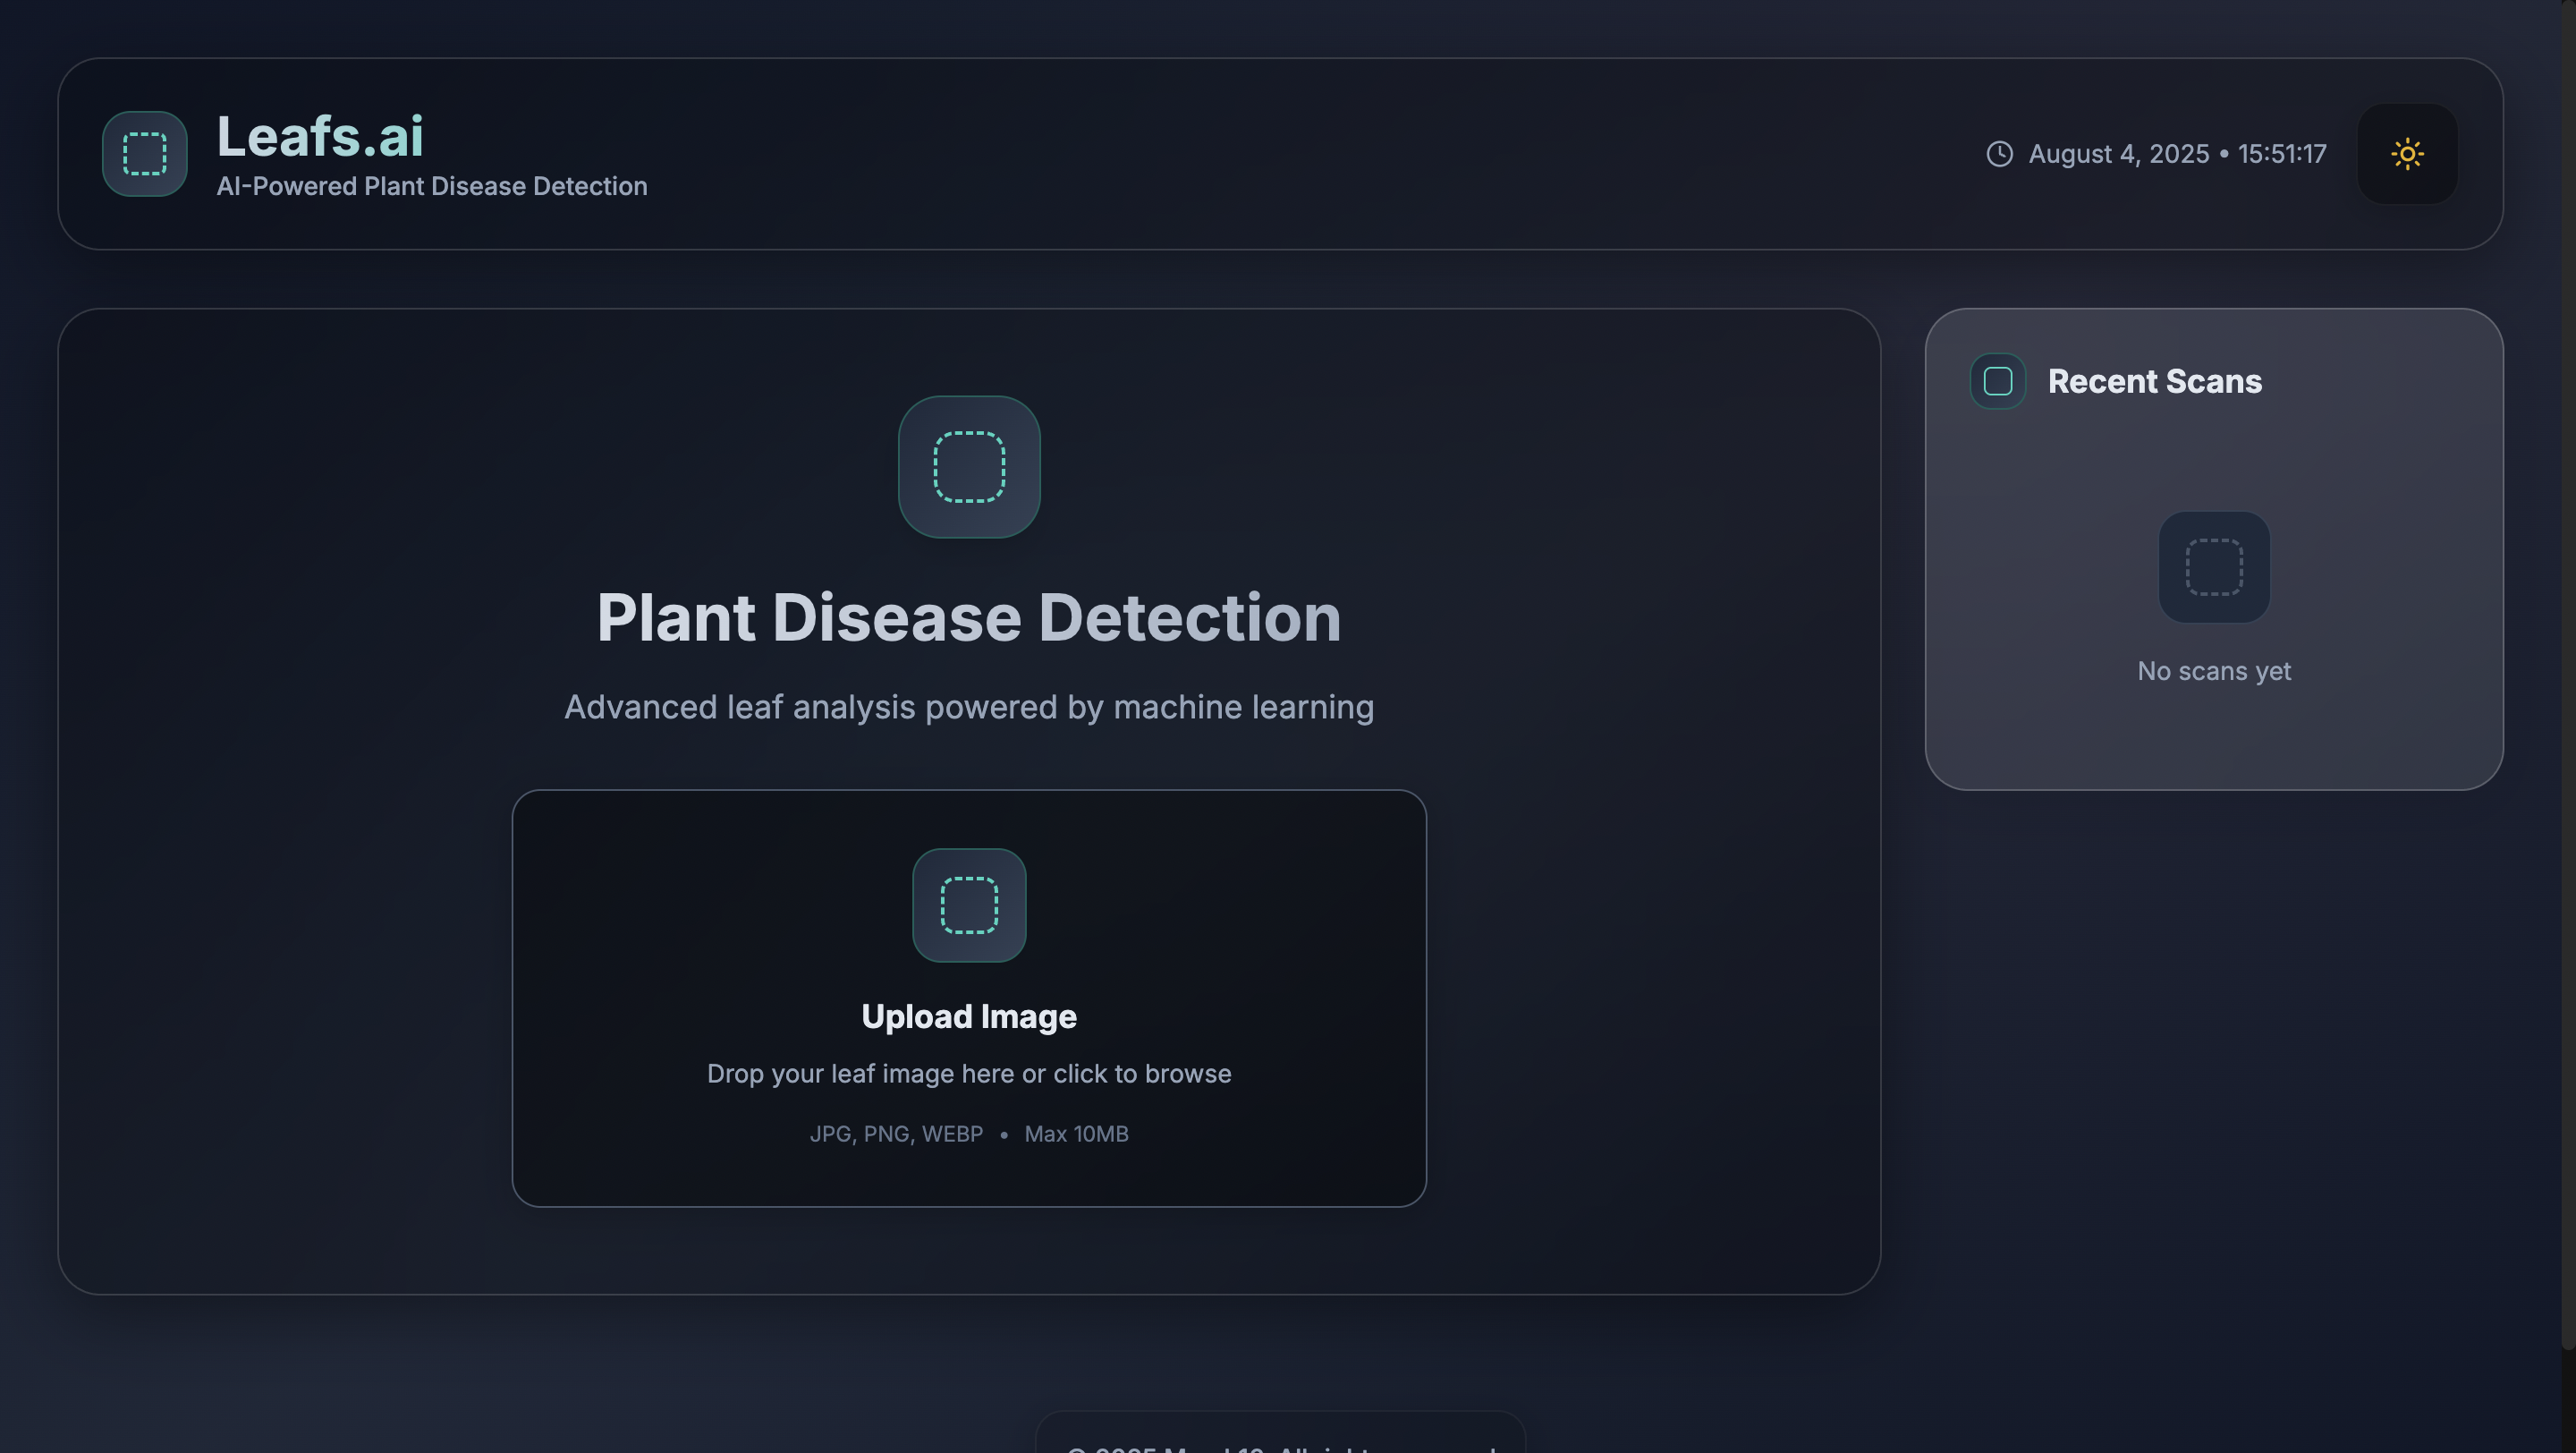 Leafs.ai
AI-Powered Plant Disease Detection
August 4, 2025 • 15:51:17
Plant Disease Detection
Advanced leaf analysis powered by machine learning
Upload Image
Drop your leaf image here or click to browse
JPG, PNG, WEBP • Max 10MB
Recent Scans
No scans yet